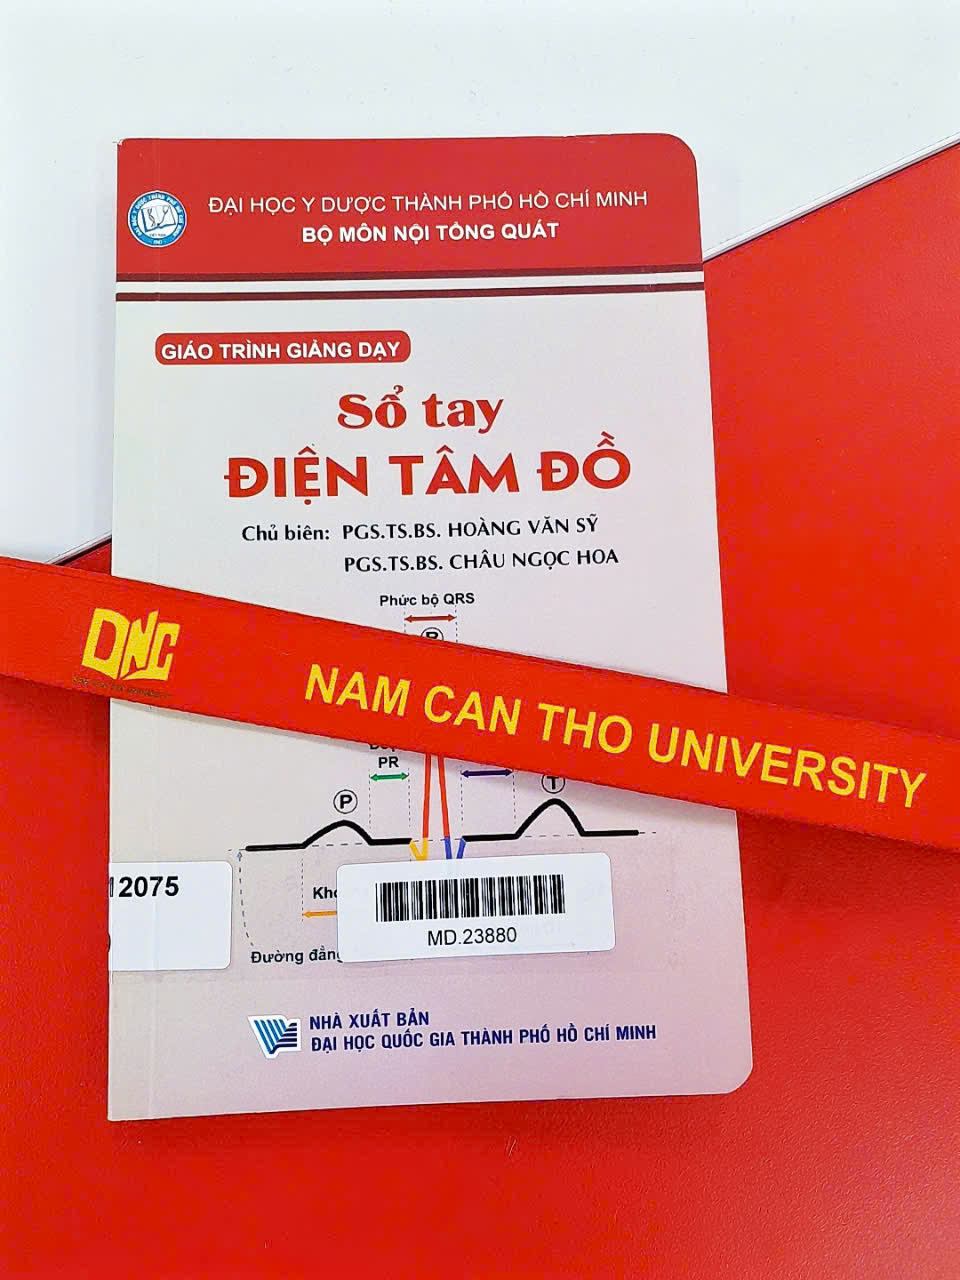 ĐẠI HỌC Y DƯỢC THÀNH PHỐ HỒ CHÍ MINH
BỘ MÔN NỘI TỔNG QUÁT
GIÁO TRÌNH GIẢNG DẠY
Sổ tay
ĐIỆN TÂM ĐỒ
Chủ biên: PGS.TS.BS. HOÀNG VĂN SỸ
PGS.TS.BS. CHÂU NGỌC HOA
Phức bộ QRS
R
DNC
NAM CAN THO UNIVERSITY
PR
P
T
12075
MD.23880
Đường đẳng
NHÀ XUẤT BẢN
ĐẠI HỌC QUỐC GIA THÀNH PHỐ HỒ CHÍ MINH